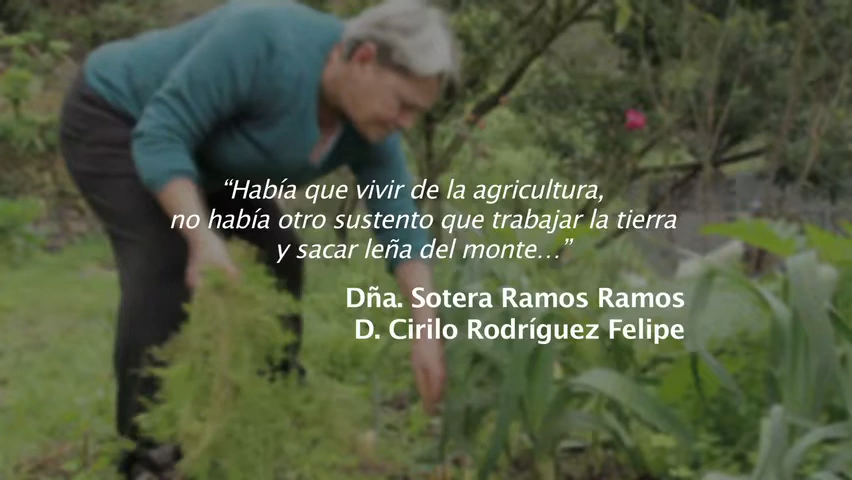 “Había que vivir de la agricultura,
no había otro sustento que trabajar la tierra
y sacar leña del monte…”
Dña. Sotera Ramos Ramos
D. Cirilo Rodríguez Felipe